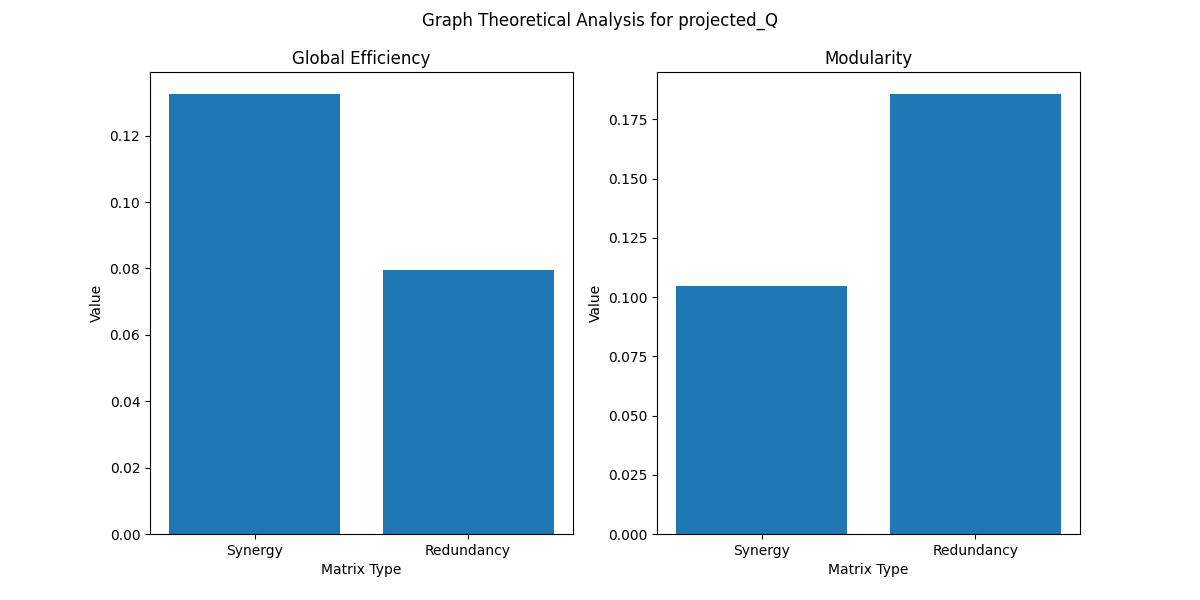 Graph Theoretical Analysis for projected_Q
Global Efficiency
Value
0.12
0.10
0.08
0.06
0.04
0.02
0.00
Synergy
Redundancy
Matrix Type
Modularity
Value
0.175
0.150
0.125
0.100
0.075
0.050
0.025
0.000
Synergy
Redundancy
Matrix Type